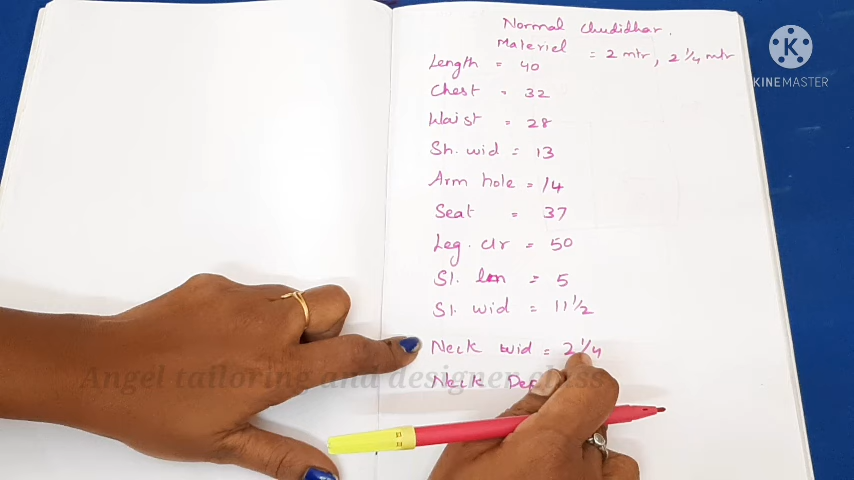 Normal Chudidhar.
Materiel = 2 mtr, 2 1/4 mtr
Length = 40
Chest = 32
Waist = 28
Sh. wid = 13
Arm hole = 14
Seat = 37
Leg. clr = 50
Sl. len = 5
Sl. wid = 11 1/2
Neck wid = 2 1/4
Neck Dep
K
KINEMASTER
Angel tailoring and designer class